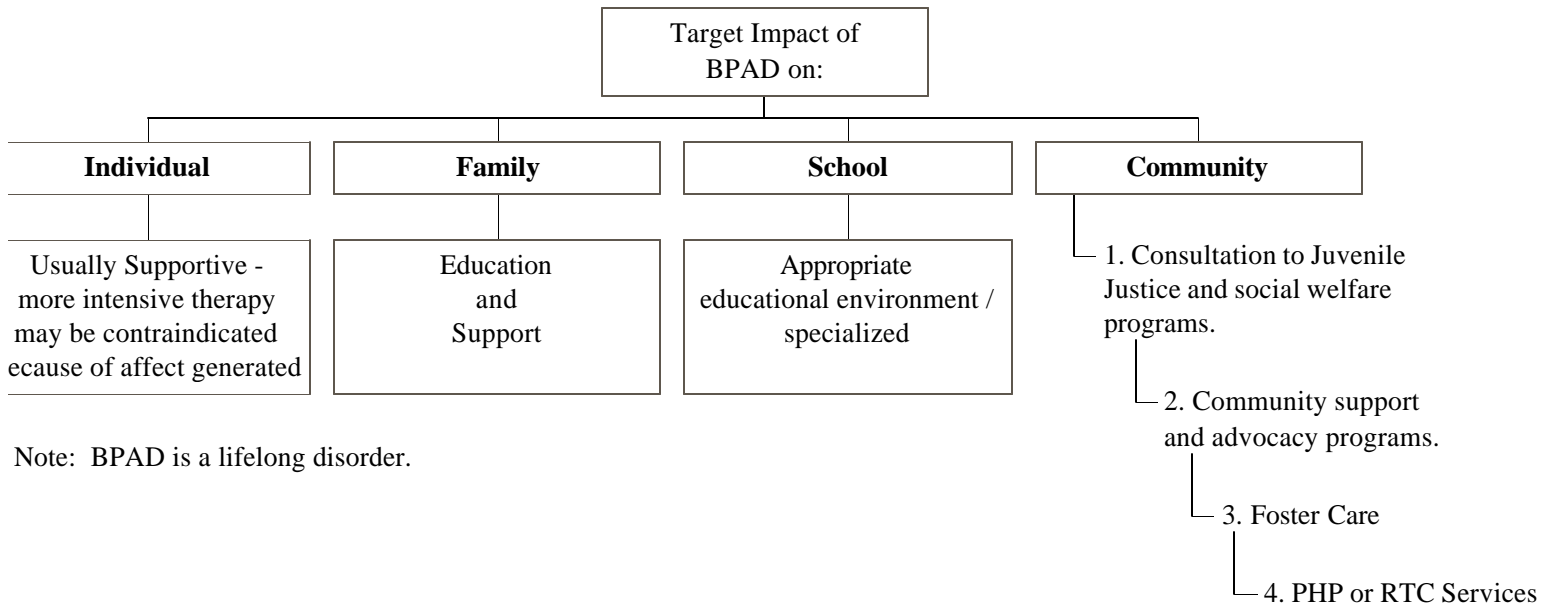 Target Impact of
BPAD on:
Individual
Family
School
Community
Usually Supportive -
more intensive therapy
may be contraindicated
ecause of affect generated
Education
and
Support
Appropriate
educational environment /
specialized
1. Consultation to Juvenile
Justice and social welfare
programs.
2. Community support
and advocacy programs.
3. Foster Care
4. PHP or RTC Services
Note: BPAD is a lifelong disorder.